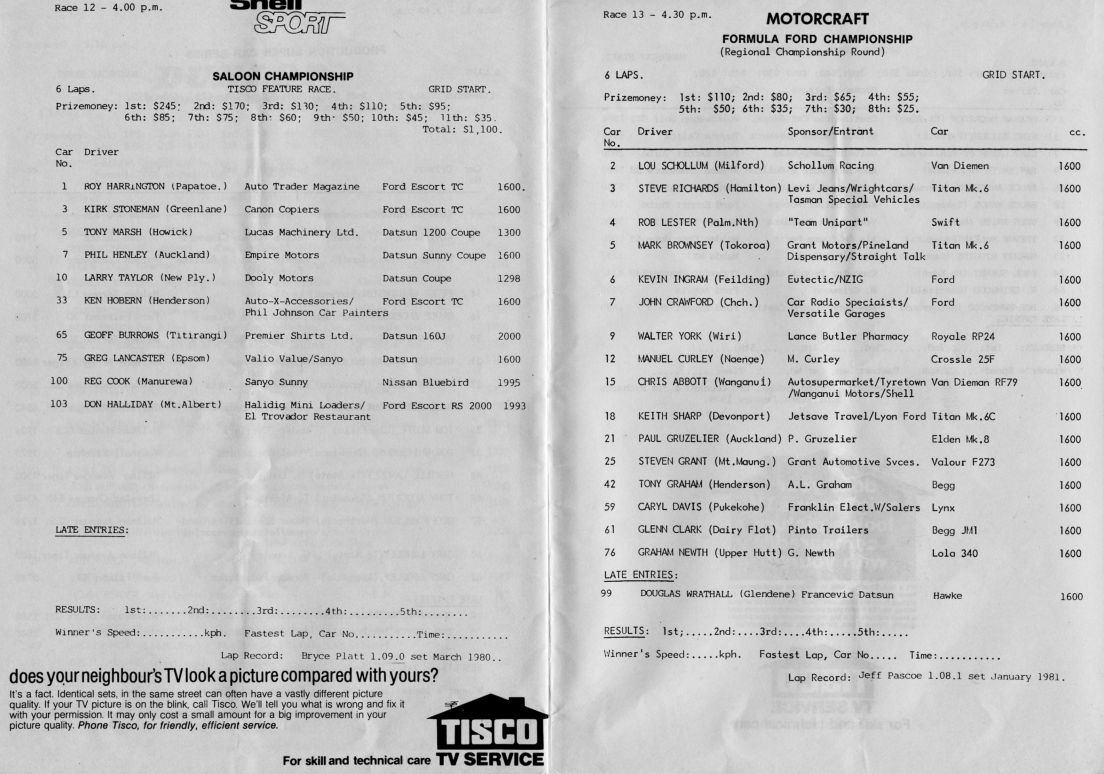 Race 12 - 4.00 p.m.
Shell
SPORT
SALOON CHAMPIONSHIP
6 Laps. TISCO FEATURE RACE. GRID START.
Prizemoney: 1st: $245; 2nd: $170; 3rd: $130; 4th: $110; 5th: $95;
6th: $85; 7th: $75; 8th: $60; 9th: $50; 10th: $45; 11th: $35.
Total: $1,100.
Car Driver
No.
1 ROY HARRINGTON (Papatoe.) Auto Trader Magazine Ford Escort TC 1600.
3 KIRK STONEMAN (Greenlane) Canon Copiers Ford Escort TC 1600
5 TONY MARSH (Howick) Lucas Machinery Ltd. Datsun 1200 Coupe 1300
7 PHIL HENLEY (Auckland) Empire Motors Datsun Sunny Coupe 1600
10 LARRY TAYLOR (New Ply.) Dooly Motors Datsun Coupe 1298
33 KEN HOBERN (Henderson) Auto-X-Accessories/ Ford Escort TC 1600
Phil Johnson Car Painters
65 GEOFF BURROWS (Titirangi) Premier Shirts Ltd. Datsun 160J 2000
75 GREG LANCASTER (Epsom) Valio Value/Sanyo Datsun 1600
100 REG COOK (Manurewa) Sanyo Sunny Nissan Bluebird 1995
103 DON HALLIDAY (Mt.Albert) Halidig Mini Loaders/ Ford Escort RS 2000 1993
El Trovador Restaurant
LATE ENTRIES:
RESULTS: 1st:.......2nd:........3rd:........4th:.........5th:........
Winner's Speed:...........kph. Fastest Lap, Car No...........Time:...........
Lap Record: Bryce Platt 1.09.0 set March 1980..
does your neighbour's TV look a picture compared with yours?
It's a fact. Identical sets, in the same street can often have a vastly different picture
quality. If your TV picture is on the blink, call Tisco. We'll tell you what is wrong and fix it
with your permission. It may only cost a small amount for a big improvement in your
picture quality. Phone Tisco, for friendly, efficient service.
TISCO
For skill and technical care TV SERVICE
Race 13 - 4.30 p.m.
MOTORCRAFT
FORMULA FORD CHAMPIONSHIP
(Regional Championship Round)
6 LAPS. GRID START.
Prizemoney: 1st: $110; 2nd: $80; 3rd: $65; 4th: $55;
5th: $50; 6th: $35; 7th: $30; 8th: $25.
Car Driver Sponsor/Entrant Car cc.
No.
2 LOU SCHOLLUM (Milford) Schollum Racing Van Diemen 1600
3 STEVE RICHARDS (Hamilton) Levi Jeans/Wrightcars/ Titan Mk.6 1600
Tasman Special Vehicles
4 ROB LESTER (Palm.Nth) "Team Unipart" Swift 1600
5 MARK BROWNSEY (Tokoroa) Grant Motors/Pineland Titan Mk.6 1600
Dispensary/Straight Talk
6 KEVIN INGRAM (Feilding) Eutectic/NZIG Ford 1600
7 JOHN CRAWFORD (Chch.) Car Radio Speciaists/ Ford 1600
Versatile Garages
9 WALTER YORK (Wiri) Lance Butler Pharmacy Royale RP24 1600
12 MANUEL CURLEY (Naenae) M. Curley Crossle 25F 1600
15 CHRIS ABBOTT (Wanganui) Autosupermarket/Tyretown Van Dieman RF79 1600
/Wanganui Motors/Shell
18 KEITH SHARP (Devonport) Jetsave Travel/Lyon Ford Titan Mk.6C 1600
21 PAUL GRUZELIER (Auckland) P. Gruzelier Elden Mk.8 1600
25 STEVEN GRANT (Mt.Maung.) Grant Automotive Svces. Valour F273 1600
42 TONY GRAHAM (Henderson) A.L. Graham Begg 1600
59 CARYL DAVIS (Pukekohe) Franklin Elect.W/Salers Lynx 1600
61 GLENN CLARK (Dairy Flat) Pinto Trailers Begg JM1 1600
76 GRAHAM NEWTH (Upper Hutt) G. Newth Lola 340 1600
LATE ENTRIES:
99 DOUGLAS WRATHALL (Glendene) Francevic Datsun Hawke 1600
RESULTS: 1st;.....2nd:....3rd:....4th:.....5th:.....
Winner's Speed:.....kph. Fastest Lap, Car No..... Time:...........
Lap Record: Jeff Pascoe 1.08.1 set January 1981.